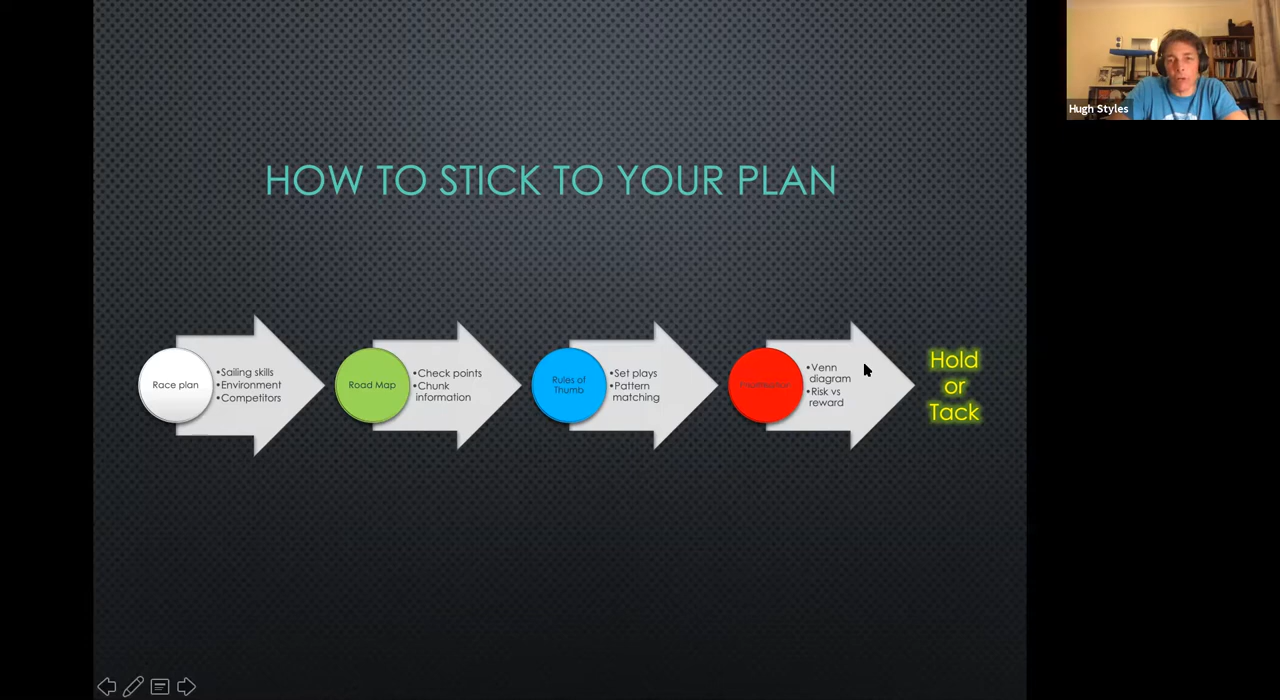 Hugh Styles
HOW TO STICK TO YOUR PLAN
Race plan
•Sailing skills
•Environment
•Competitors
Road Map
•Check points
•Chunk
information
Rules of
Thumb
•Set plays
•Pattern
matching
•Venn
diagram
•Risk vs
reward
Hold
or
Tack